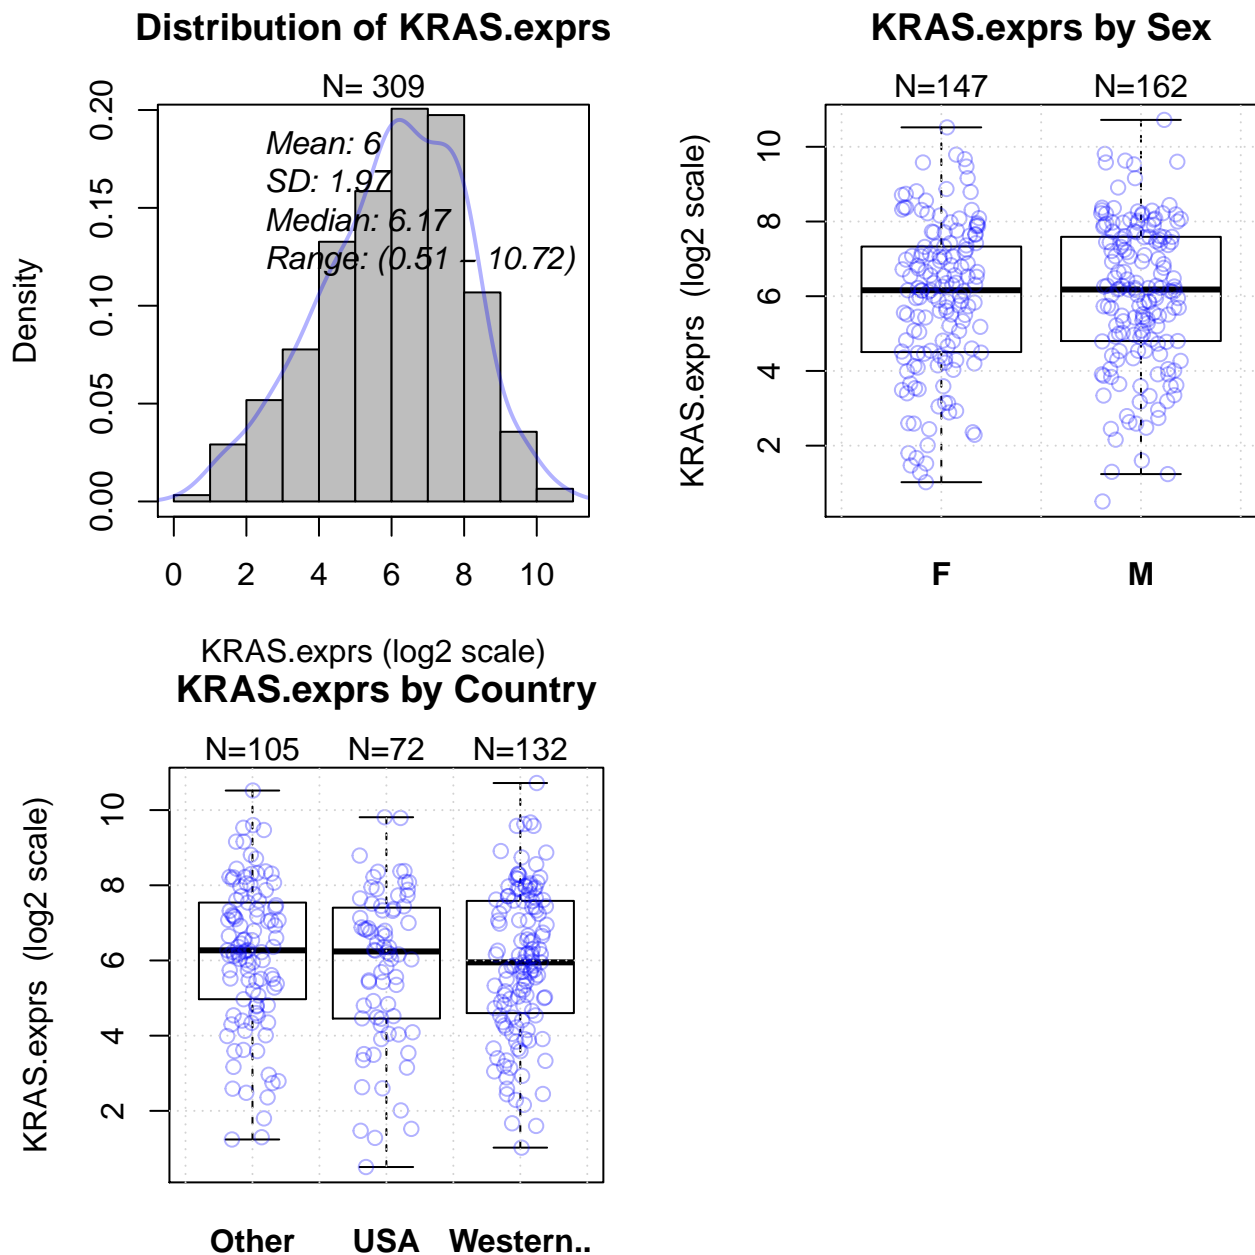 Distribution of KRAS.exprs
N= 309
Mean: 6
SD: 1.97
Median: 6.17
Range: (0.51 – 10.72)
Density
0.00 0.05 0.10 0.15 0.20
0 2 4 6 8 10
KRAS.exprs (log2 scale)
KRAS.exprs by Sex
N=147 N=162
KRAS.exprs (log2 scale)
2 4 6 8 10
F M
KRAS.exprs by Country
N=105 N=72 N=132
KRAS.exprs (log2 scale)
2 4 6 8 10
Other USA Western..